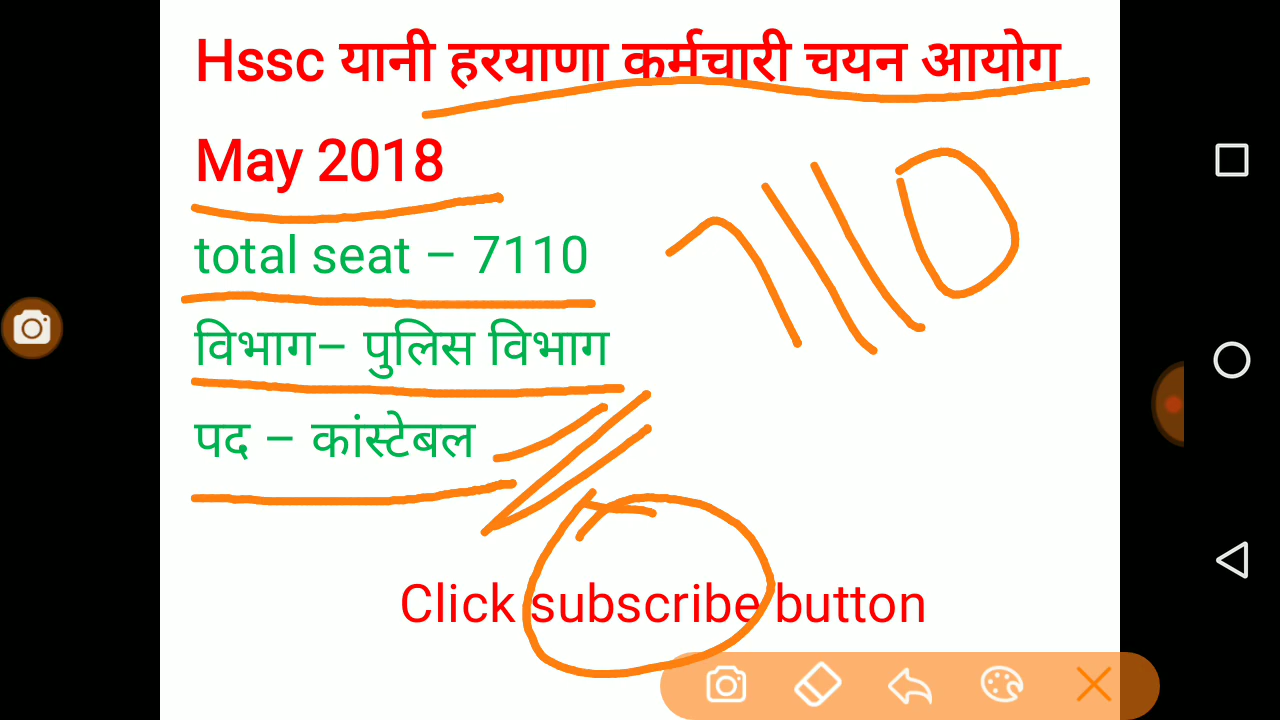 Hssc यानी हरयाणा कर्मचारी चयन आयोग
May 2018
total seat – 7110
7110
विभाग– पुलिस विभाग
पद – कांस्टेबल
Click subscribe button